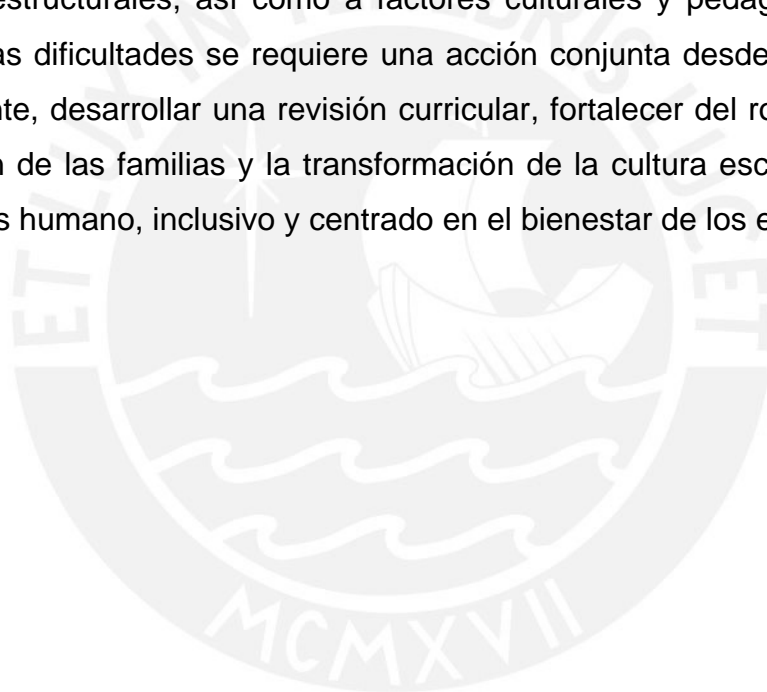 estructurales, así como a factores culturales y pedag
as dificultades se requiere una acción conjunta desde
nte, desarrollar una revisión curricular, fortalecer del ro
n de las familias y la transformación de la cultura esc
s humano, inclusivo y centrado en el bienestar de los e
ET LUX IN TENEBRIS LUCET
MCMXVII